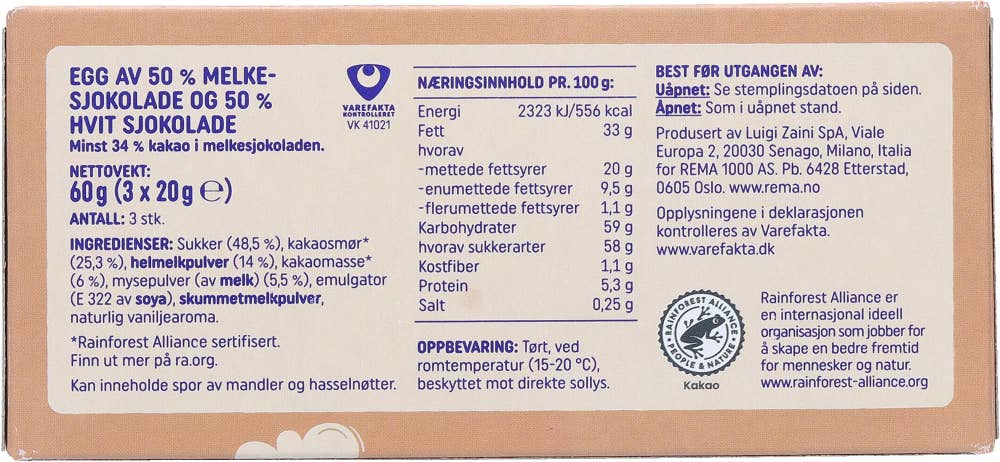 EGG AV 50 % MELKE-
SJOKOLADE OG 50 %
HVIT SJOKOLADE
Minst 34 % kakao i melkesjokoladen.
NETTOVEKT:
60 g (3 x 20 g ℮)
ANTALL: 3 stk.
INGREDIENSER: Sukker (48,5 %), kakaosmør*
(25,3 %), helmelkpulver (14 %), kakaomasse*
(6 %), mysepulver (av melk) (5,5 %), emulgator
(E 322 av soya), skummetmelkpulver,
naturlig vaniljearoma.
*Rainforest Alliance sertifisert.
Finn ut mer på ra.org.
Kan inneholde spor av mandler og hasselnøtter.
VAREFAKTA
KONTROLLERET
VK 41021
NÆRINGSINNHOLD PR. 100 g:
Energi 2323 kJ/556 kcal
Fett 33 g
hvorav
-mettede fettsyrer 20 g
-enumettede fettsyrer 9,5 g
-flerumettede fettsyrer 1,1 g
Karbohydrater 59 g
hvorav sukkerarter 58 g
Kostfiber 1,1 g
Protein 5,3 g
Salt 0,25 g
OPPBEVARING: Tørt, ved
romtemperatur (15-20 °C),
beskyttet mot direkte sollys.
BEST FØR UTGANGEN AV:
Uåpnet: Se stemplingsdatoen på siden.
Åpnet: Som i uåpnet stand.
Produsert av Luigi Zaini SpA, Viale
Europa 2, 20030 Senago, Milano, Italia
for REMA 1000 AS. Pb. 6428 Etterstad,
0605 Oslo. www.rema.no
Opplysningene i deklarasjonen
kontrolleres av Varefakta.
www.varefakta.dk
RAINFOREST ALLIANCE
PEOPLE & NATURE
Kakao
Rainforest Alliance er
en internasjonal ideell
organisasjon som jobber for
å skape en bedre fremtid
for mennesker og natur.
www.rainforest-alliance.org